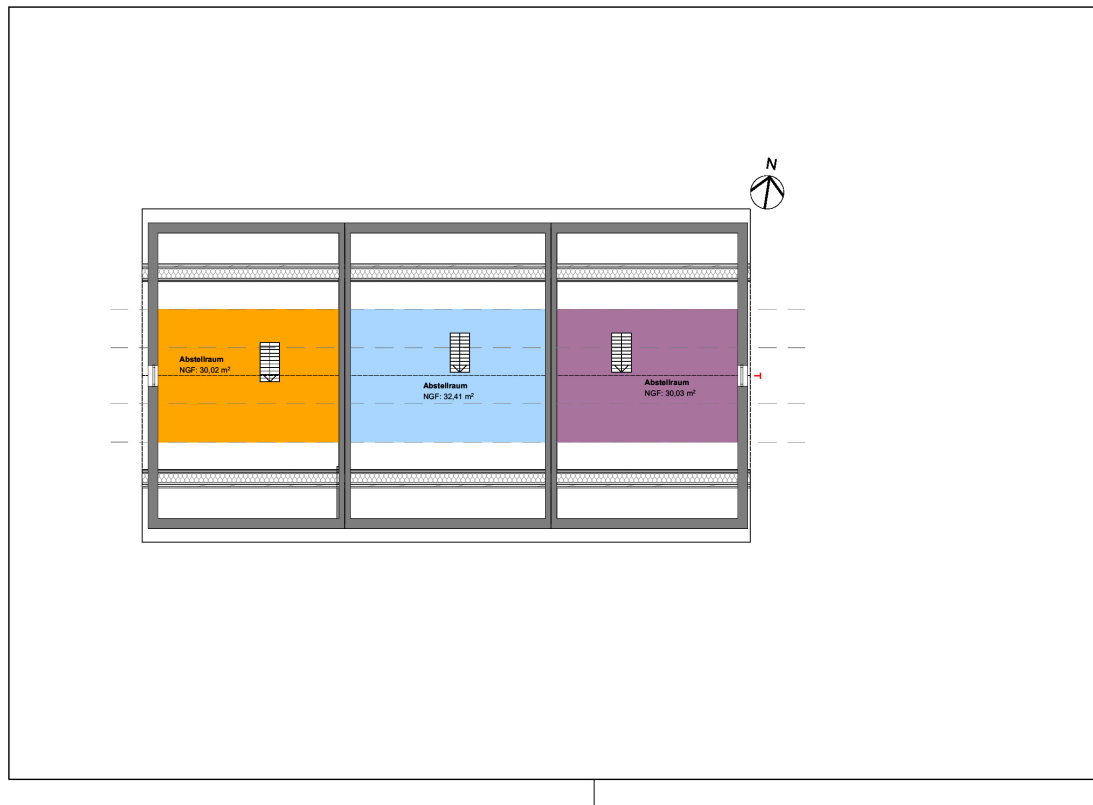 N
Abstellraum
NGF: 30,02 m²
Abstellraum
NGF: 32,41 m²
Abstellraum
NGF: 30,03 m²